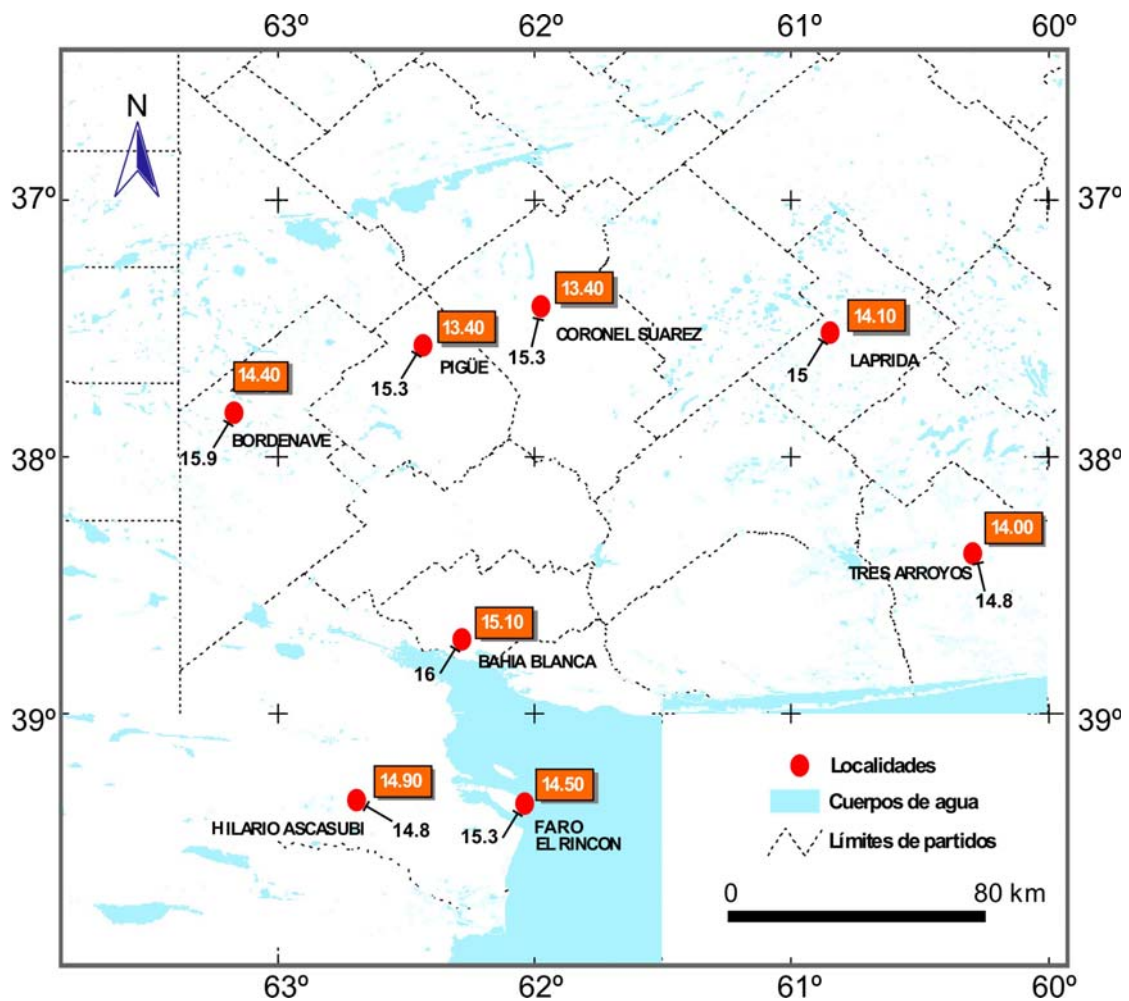 63º 62º 61º 60º
N
37º 37º
13.40
13.40
CORONEL SUAREZ
14.10
15.3
PIGÜE
LAPRIDA
15
15.3
14.40
BORDENAVE
15.9
38º 38º
14.00
TRES ARROYOS
14.8
15.10
BAHIA BLANCA
16
39º 39º
14.90
14.50
HILARIO ASCASUBI
14.8
15.3
FARO
EL RINCON
Localidades
Cuerpos de agua
Límites de partidos
0 80 km
63º 62º 61º 60º